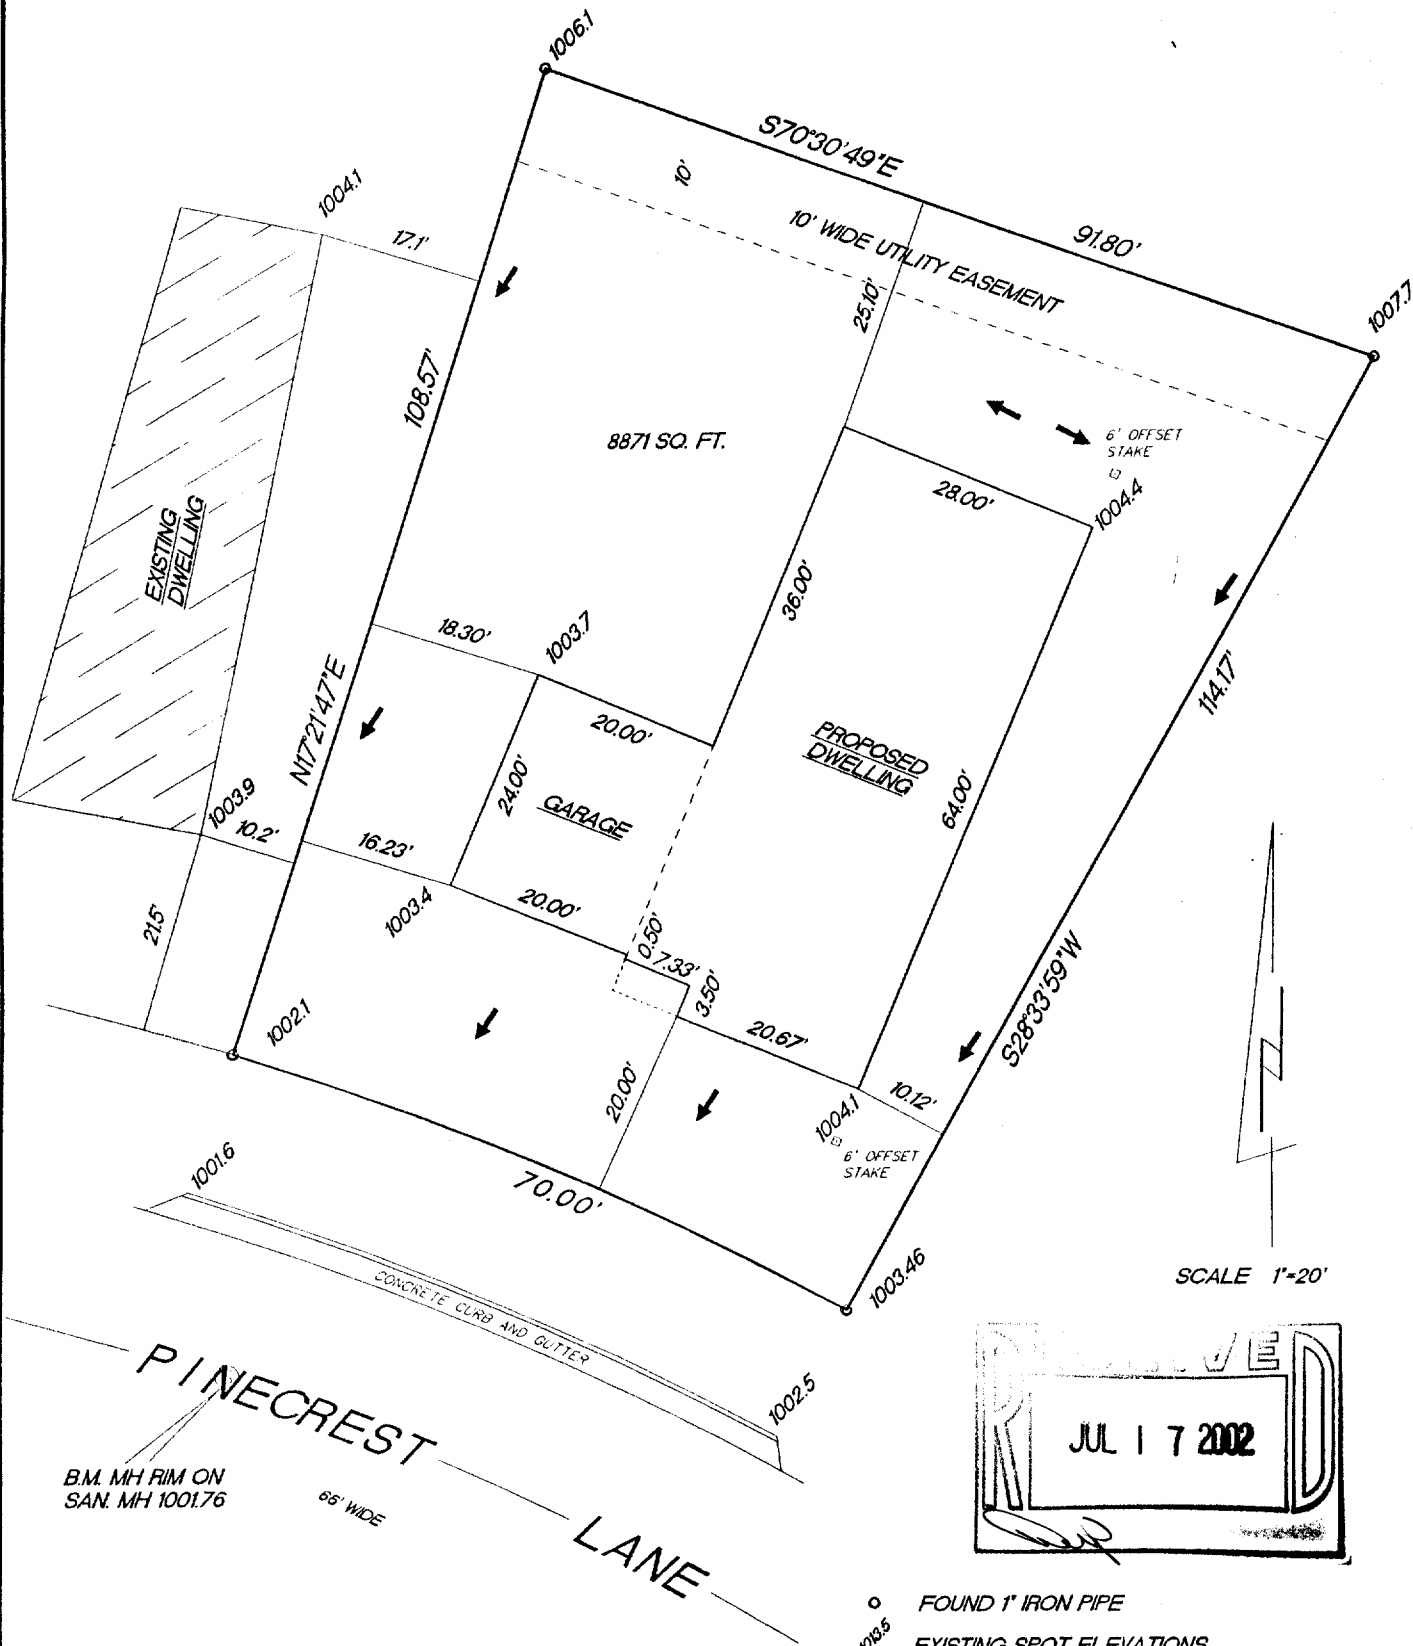 1006.1
S70°30'49"E
10'
10' WIDE UTILITY EASEMENT
91.80'
1007.7
1004.1
17.1'
25.10'
108.57'
8871 SQ. FT.
6' OFFSET
STAKE
28.00'
1004.4
EXISTING
DWELLING
36.00'
18.30'
1003.7
114.17'
N17°21'47"E
20.00'
PROPOSED
DWELLING
24.00'
GARAGE
64.00'
1003.9
10.2'
16.23'
1003.4
20.00'
21.5'
0.50'
7.33'
3.50'
S28°33'59"W
1002.1
20.67'
20.00'
10.12'
1004.1
6' OFFSET
STAKE
1001.6
70.00'
1003.46
SCALE 1"=20'
CONCRETE CURB AND GUTTER
1002.5
PINECREST LANE
B.M. MH RIM ON
SAN. MH 1001.76
66' WIDE
JUL 17 2002
FOUND 1" IRON PIPE
1013.5
EXISTING SPOT ELEVATIONS